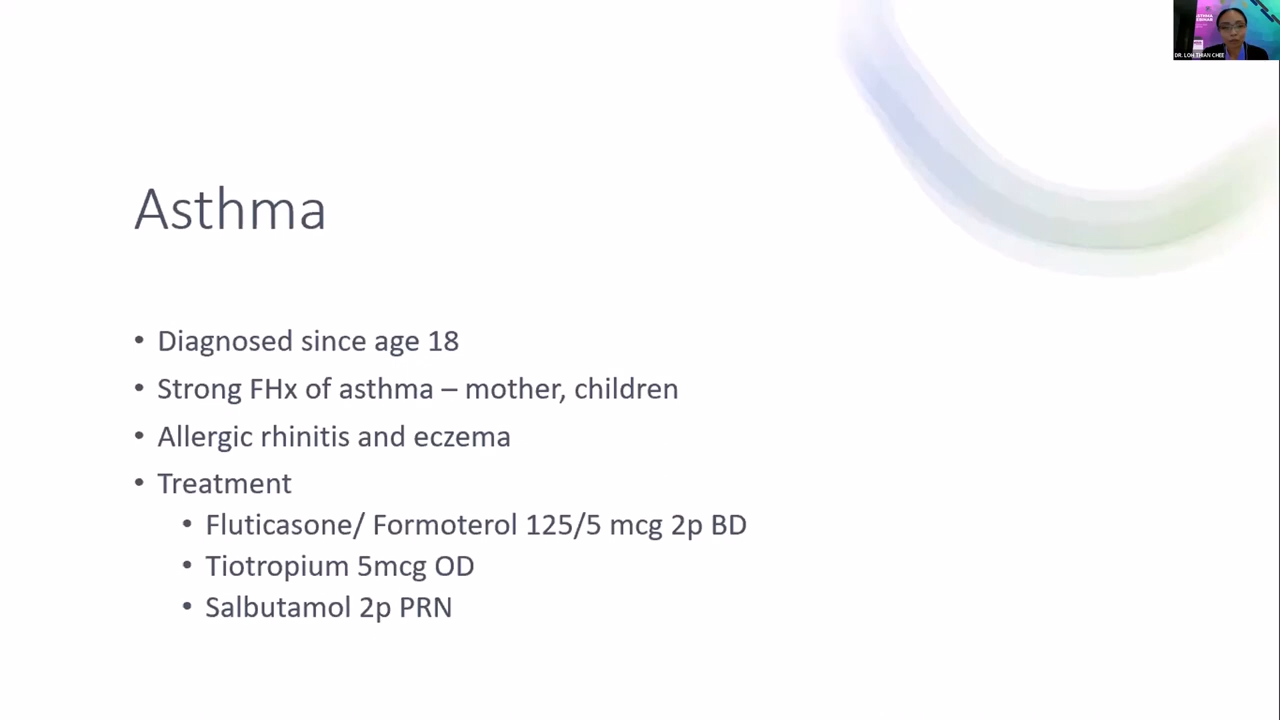 DR. LOH THIAN CHEE
Asthma
• Diagnosed since age 18
• Strong FHx of asthma – mother, children
• Allergic rhinitis and eczema
• Treatment
• Fluticasone/ Formoterol 125/5 mcg 2p BD
• Tiotropium 5mcg OD
• Salbutamol 2p PRN